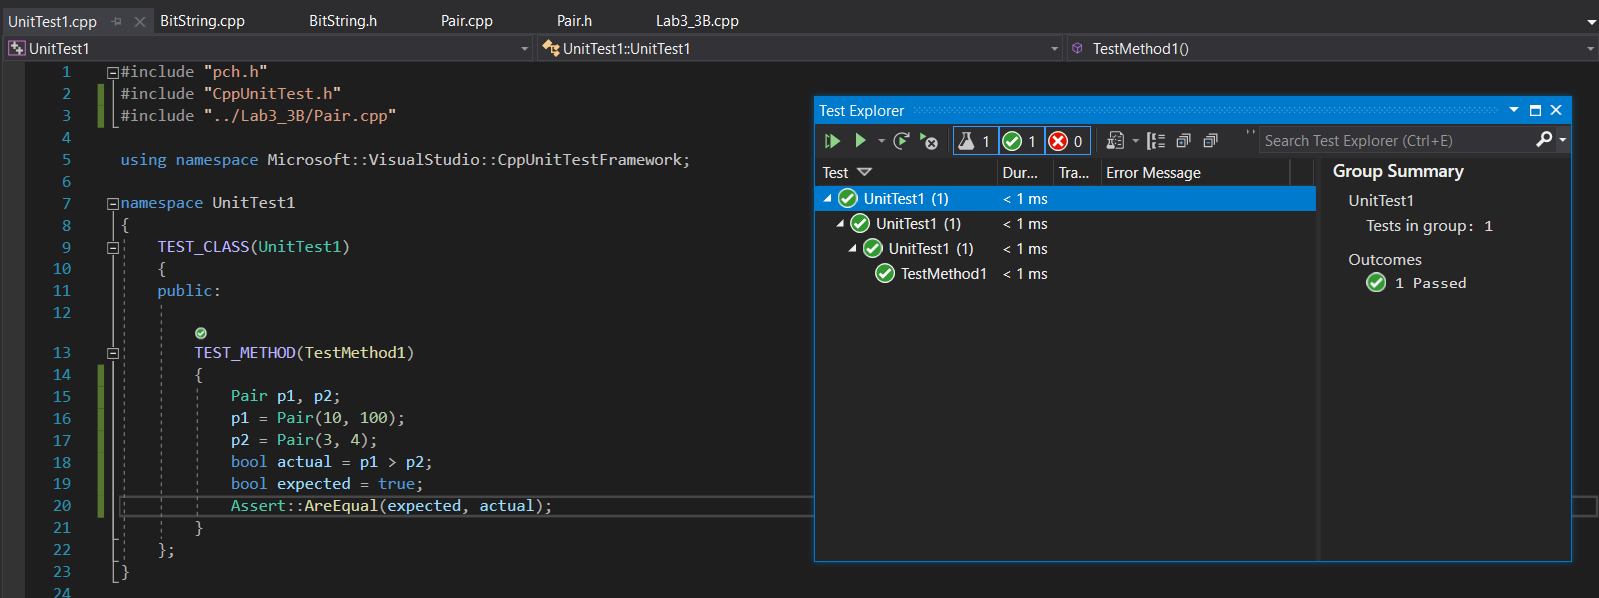 UnitTest1.cpp BitString.cpp BitString.h Pair.cpp Pair.h Lab3_3B.cpp
UnitTest1 UnitTest1::UnitTest1 TestMethod1()
1 #include "pch.h"
2 #include "CppUnitTest.h"
3 #include "../Lab3_3B/Pair.cpp"
4
5 using namespace Microsoft::VisualStudio::CppUnitTestFramework;
6
7 namespace UnitTest1
8 {
9 TEST_CLASS(UnitTest1)
10 {
11 public:
12
13 TEST_METHOD(TestMethod1)
14 {
15 Pair p1, p2;
16 p1 = Pair(10, 100);
17 p2 = Pair(3, 4);
18 bool actual = p1 > p2;
19 bool expected = true;
20 Assert::AreEqual(expected, actual);
21 }
22 };
23 }
24
Test Explorer
1 1 0 Search Test Explorer (Ctrl+E)
Test Dur... Tra... Error Message
UnitTest1 (1) < 1 ms
UnitTest1 (1) < 1 ms
UnitTest1 (1) < 1 ms
TestMethod1 < 1 ms
Group Summary
UnitTest1
Tests in group: 1
Outcomes
1 Passed